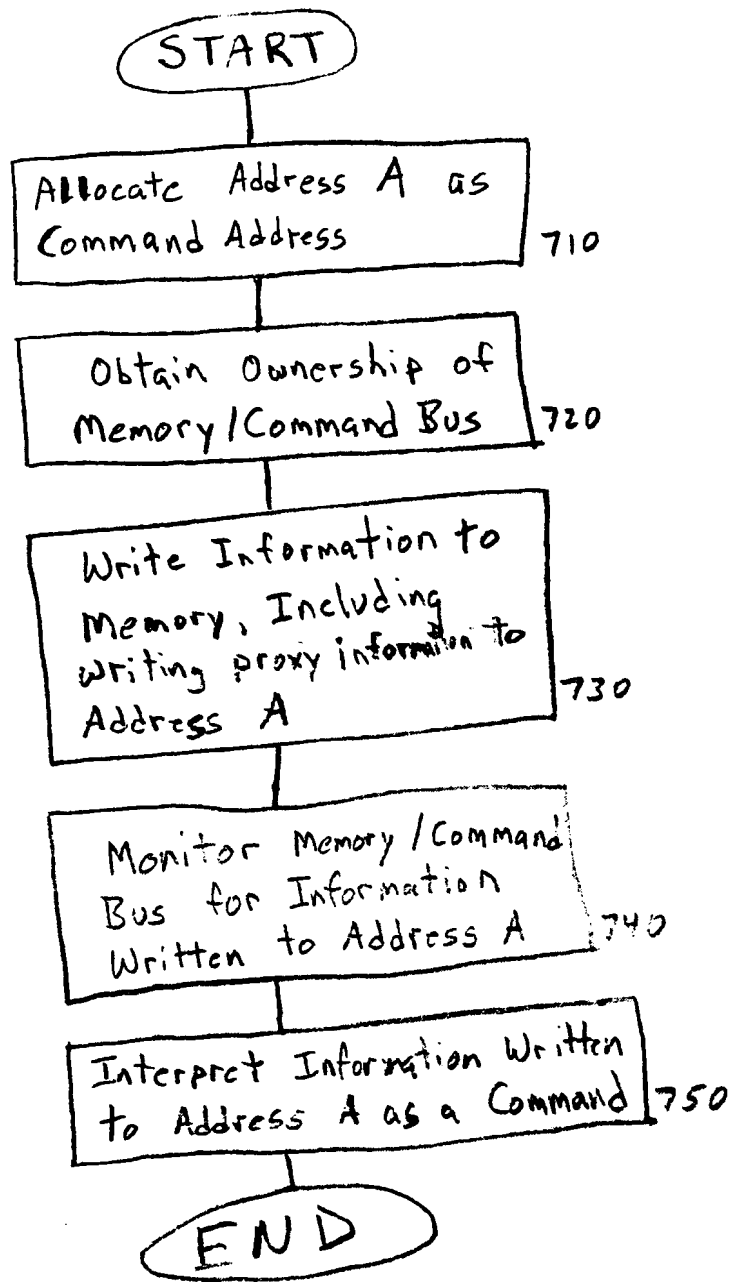 START
Allocate Address A as
Command Address
710
Obtain Ownership of
Memory/Command Bus
720
Write Information to
Memory, Including
writing proxy information to
Address A
730
Monitor Memory/Command
Bus for Information
Written to Address A
740
Interpret Information Written
to Address A as a Command
750
END